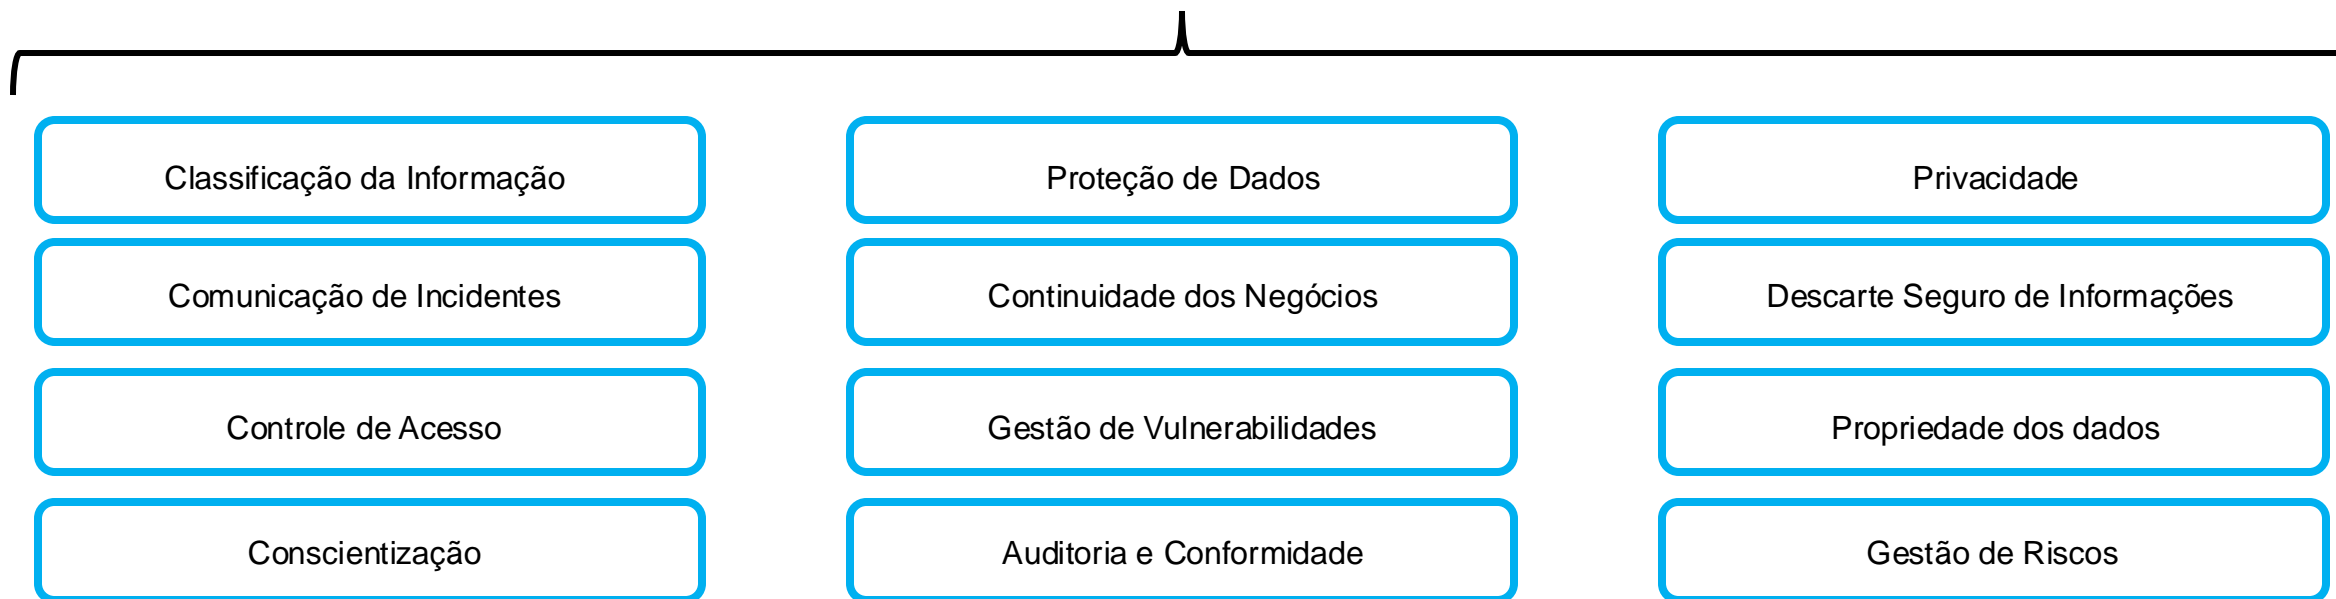 Classificação da Informação
Proteção de Dados
Privacidade
Comunicação de Incidentes
Continuidade dos Negócios
Descarte Seguro de Informações
Controle de Acesso
Gestão de Vulnerabilidades
Propriedade dos dados
Conscientização
Auditoria e Conformidade
Gestão de Riscos